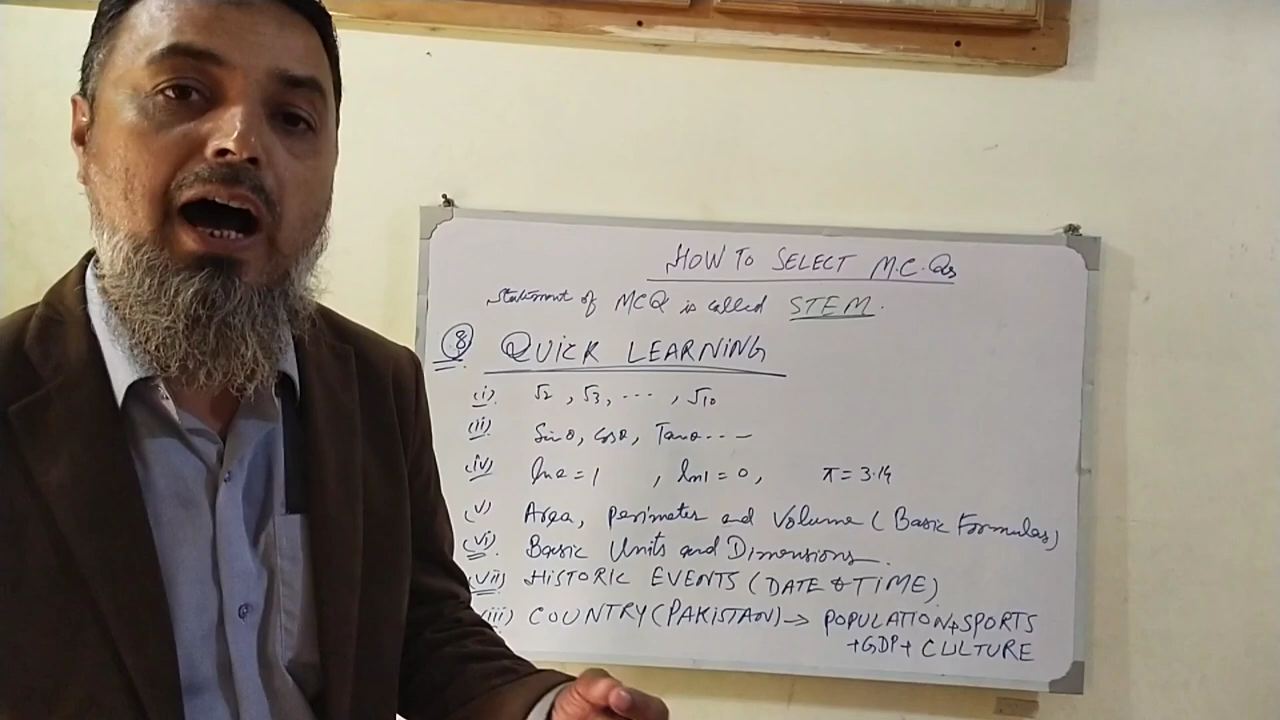 HOW TO SELECT M.C.Qs
Statement of MCQ is called STEM.
8 QUICK LEARNING
(i). √2, √3, ..., √10
(ii). Sinθ, Cosθ, Tanθ...-
(iv). lne = 1 , ln1 = 0, π = 3.14
(v) Area, perimeter and Volume (Basic Formulas)
(vi). Basic Units and Dimensions.
(vii) HISTORIC EVENTS (DATE & TIME)
(iii) COUNTRY (PAKISTAN) → POPULATION+SPORTS
+GDP+ CULTURE